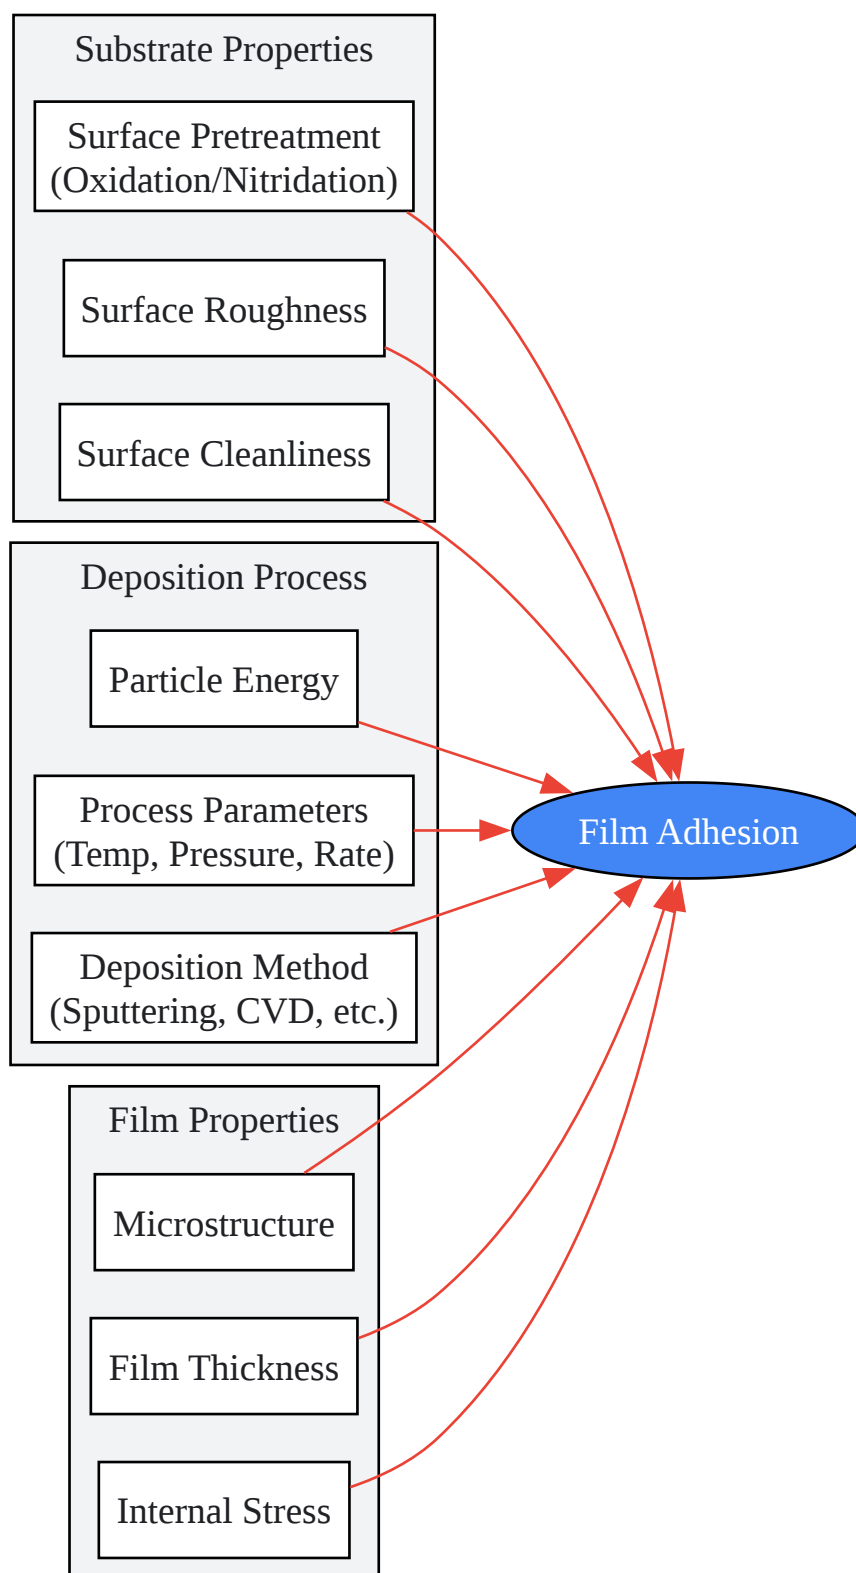 Substrate Properties
Surface Pretreatment
(Oxidation/Nitridation)
Surface Roughness
Surface Cleanliness
Deposition Process
Particle Energy
Process Parameters
(Temp, Pressure, Rate)
Deposition Method
(Sputtering, CVD, etc.)
Film Properties
Microstructure
Film Thickness
Internal Stress
Film Adhesion